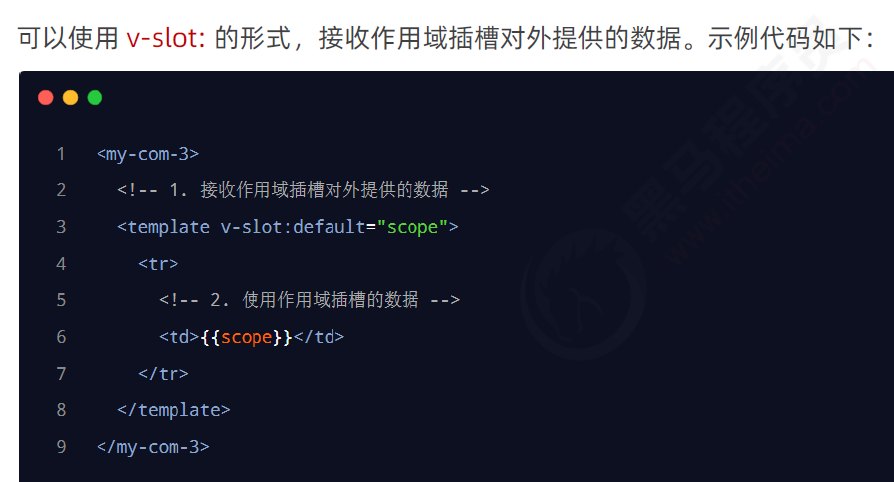 可以使用 v-slot: 的形式，接收作用域插槽对外提供的数据。示例代码如下：
1 <my-com-3>
2 <!-- 1. 接收作用域插槽对外提供的数据 -->
3 <template v-slot:default="scope">
4 <tr>
5 <!-- 2. 使用作用域插槽的数据 -->
6 <td>{{scope}}</td>
7 </tr>
8 </template>
9 </my-com-3>
黑马程序员
www.itheima.com